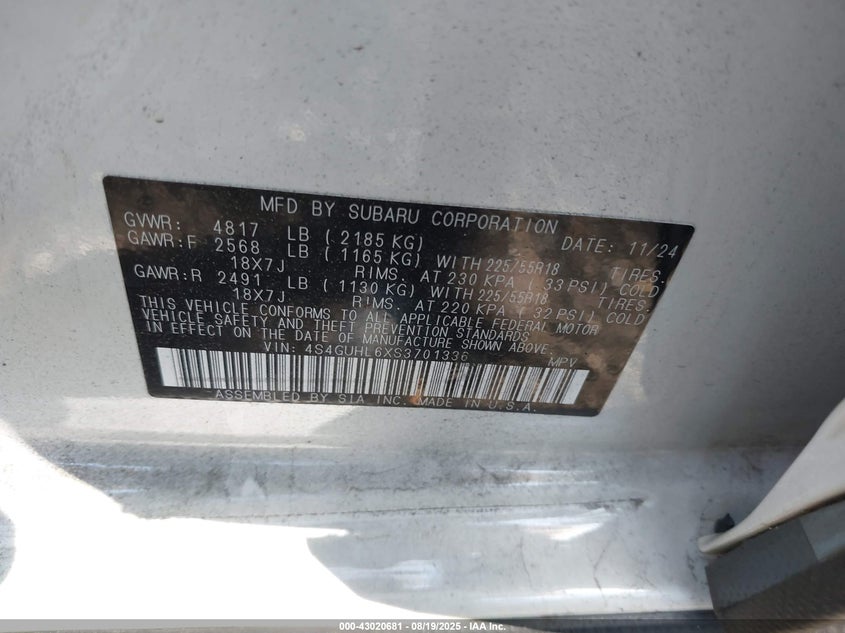 MFD BY SUBARU CORPORATION
GVWR: 4817 LB (2185 KG) DATE: 11/24
GAWR:F 2568 LB (1165 KG) WITH 225/55R18 TIRES,
18X7J RIMS, AT 230 KPA (33 PSI) COLD
GAWR:R 2491 LB (1130 KG) WITH 225/55R18 TIRES,
18X7J RIMS, AT 220 KPA (32 PSI) COLD
THIS VEHICLE CONFORMS TO ALL APPLICABLE FEDERAL MOTOR
VEHICLE SAFETY AND THEFT PREVENTION STANDARDS
IN EFFECT ON THE DATE OF MANUFACTURE SHOWN ABOVE.
VIN: 4S4GUHL6XS3701336 MPV
ASSEMBLED BY SIA, INC. MADE IN U.S.A.
000-43020681 - 08/19/2025 - IAA Inc.